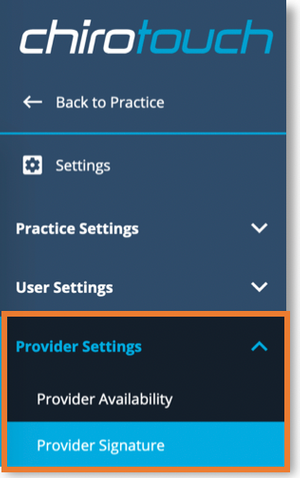 chirotouch
← Back to Practice
Settings
Practice Settings
User Settings
Provider Settings
Provider Availability
Provider Signature